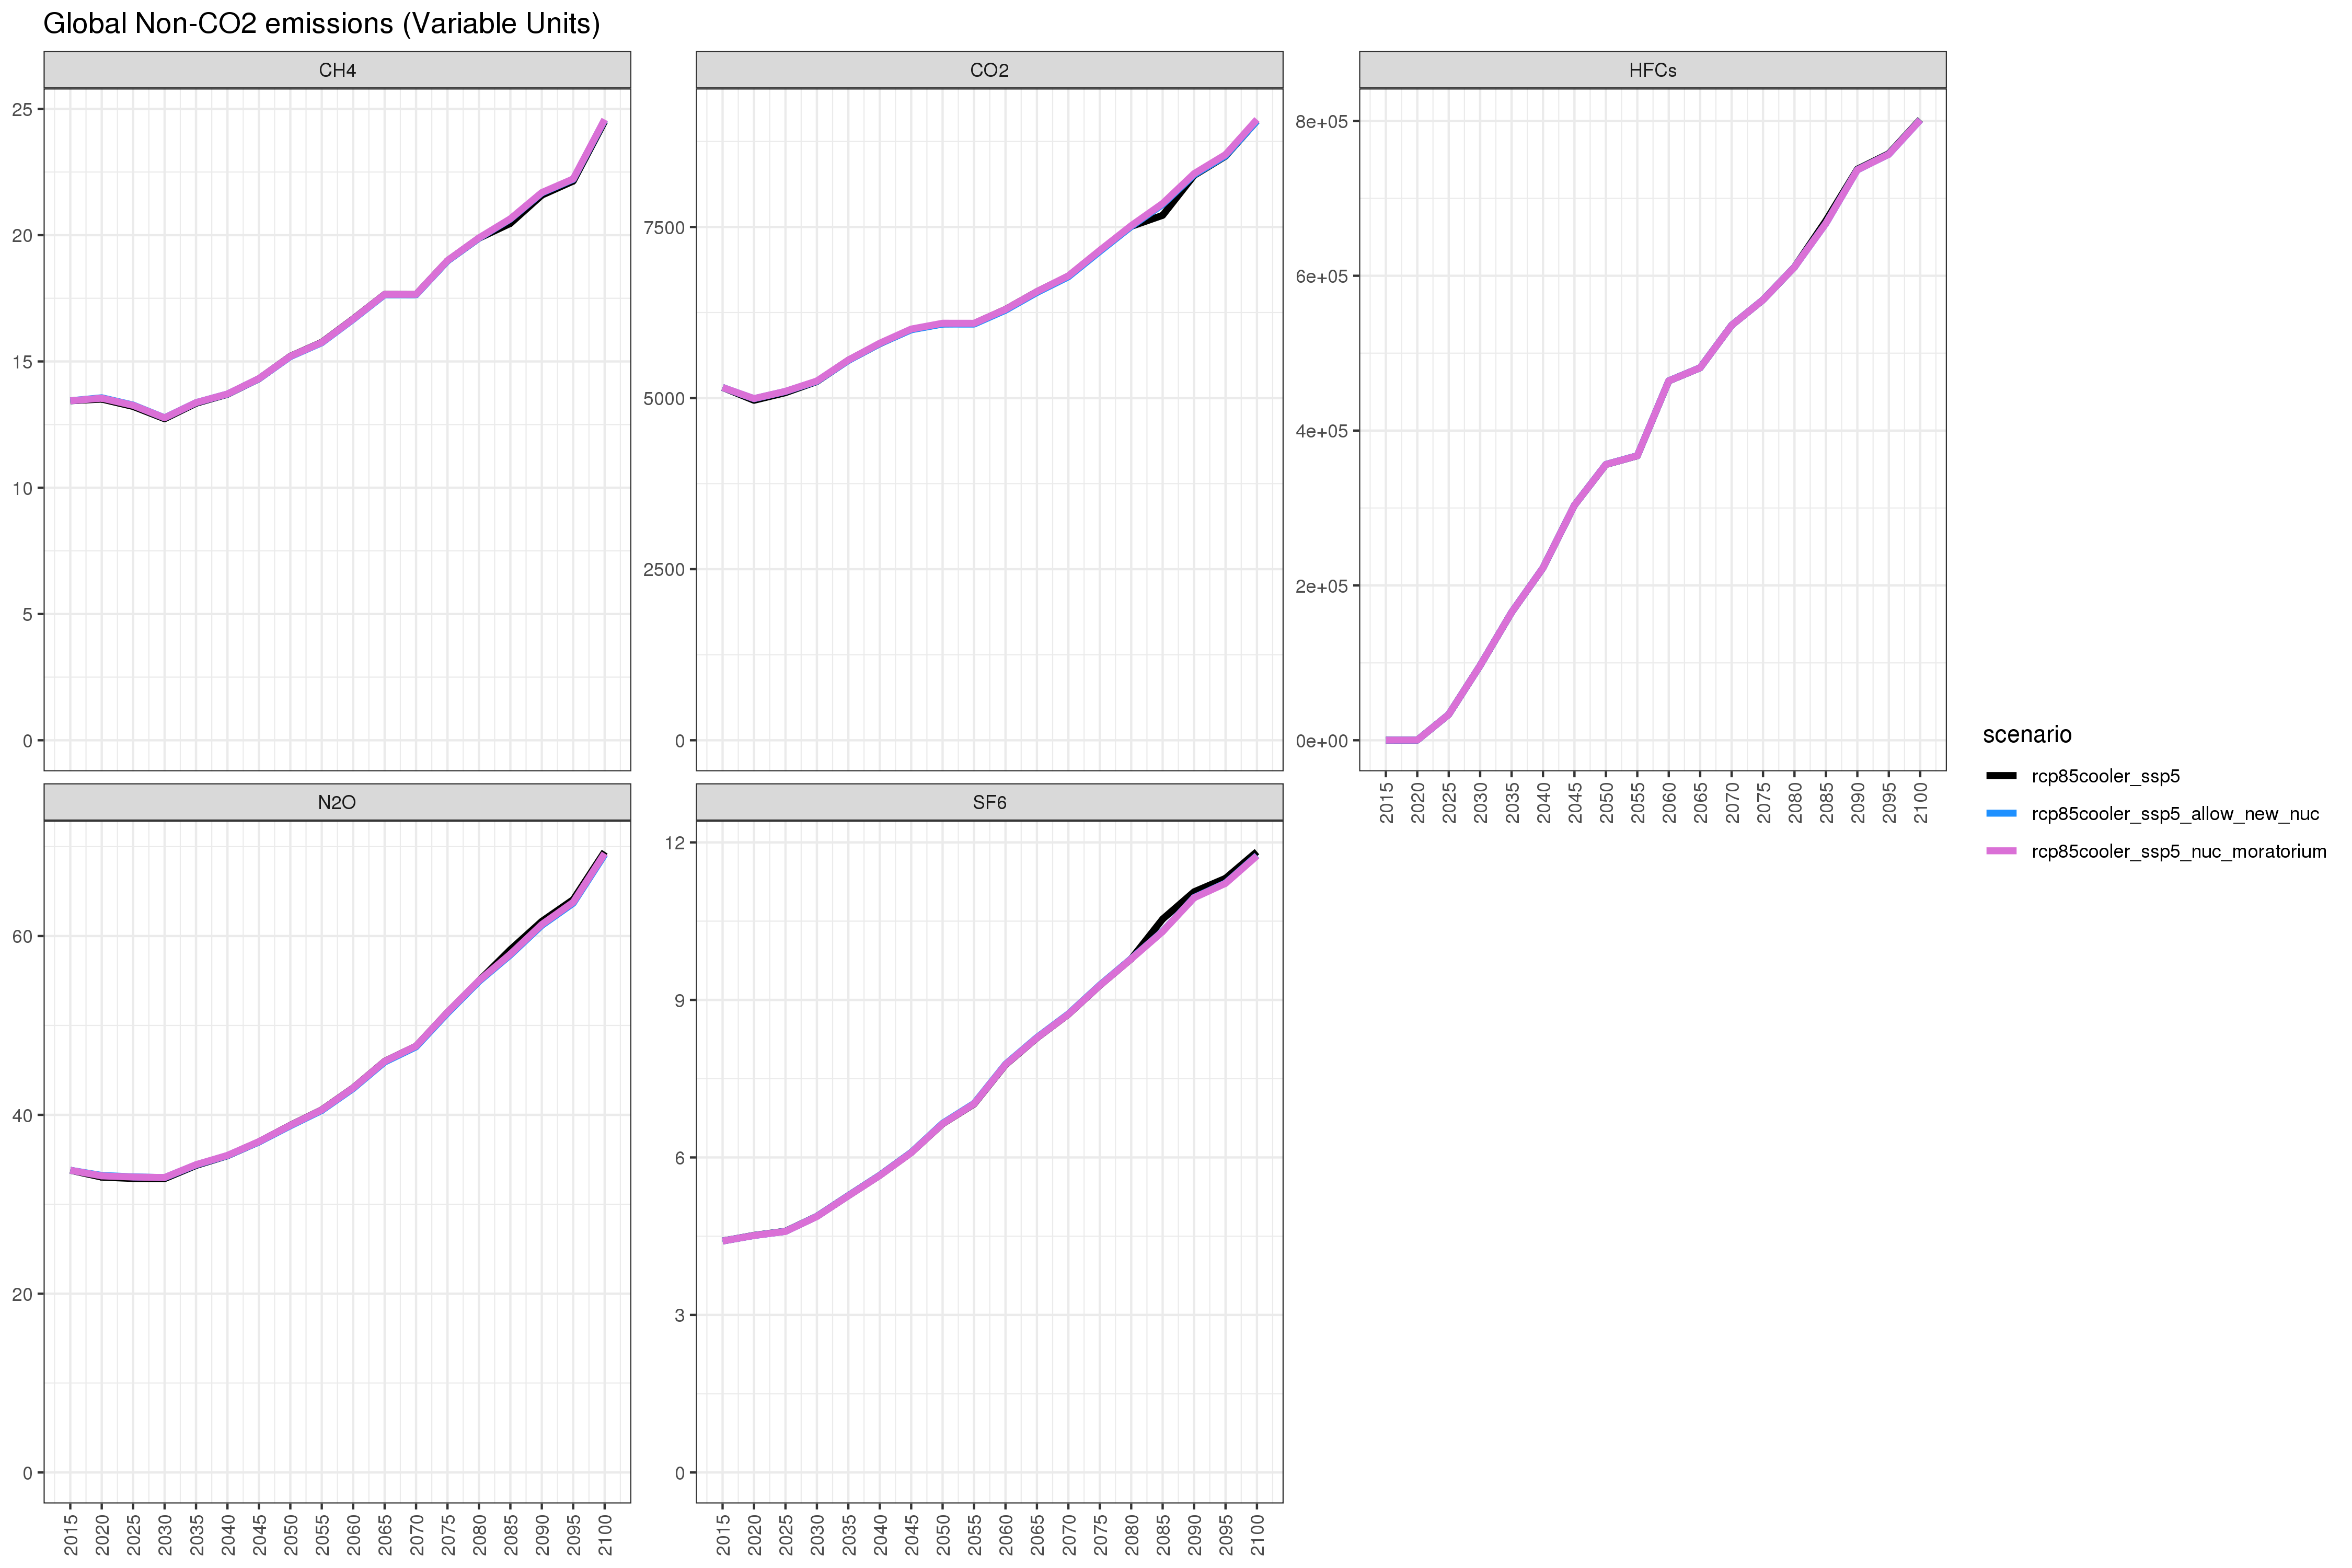 Global Non-CO2 emissions (Variable Units)
CH4
CO2
HFCs
25
20
15
10
5
0
7500
5000
2500
0
8e+05
6e+05
4e+05
2e+05
0e+00
2015 2020 2025 2030 2035 2040 2045 2050 2055 2060 2065 2070 2075 2080 2085 2090 2095 2100
scenario
rcp85cooler_ssp5
rcp85cooler_ssp5_allow_new_nuc
rcp85cooler_ssp5_nuc_moratorium
N2O
SF6
60
40
20
0
12
9
6
3
0
2015 2020 2025 2030 2035 2040 2045 2050 2055 2060 2065 2070 2075 2080 2085 2090 2095 2100
2015 2020 2025 2030 2035 2040 2045 2050 2055 2060 2065 2070 2075 2080 2085 2090 2095 2100